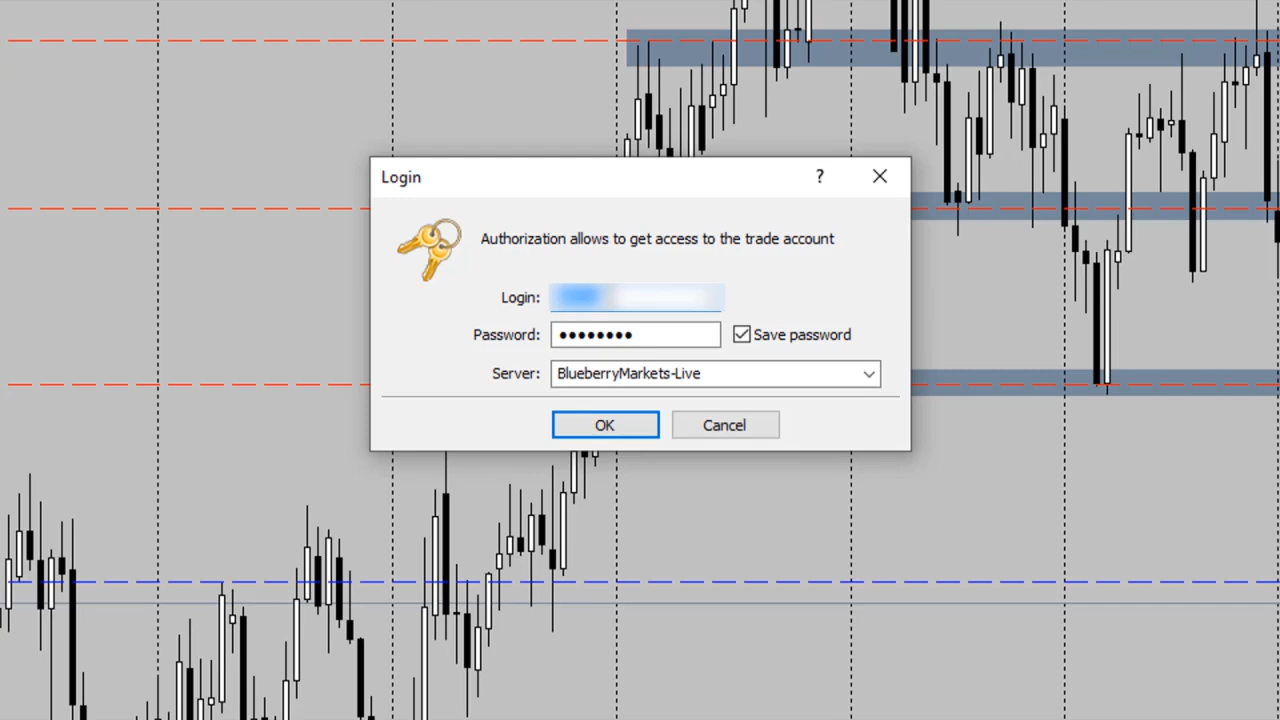 Login
?
Authorization allows to get access to the trade account
Login:
Password: ●●●●●●●● Save password
Server: BlueberryMarkets-Live
OK Cancel